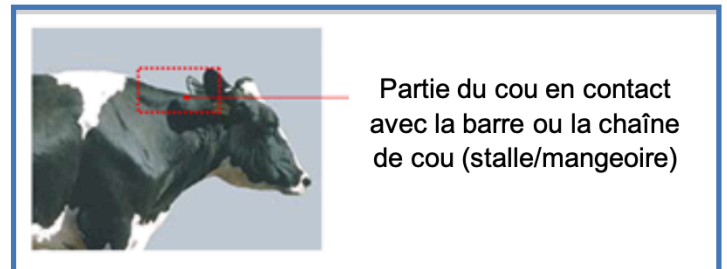 Partie du cou en contact
avec la barre ou la chaîne
de cou (stalle/mangeoire)